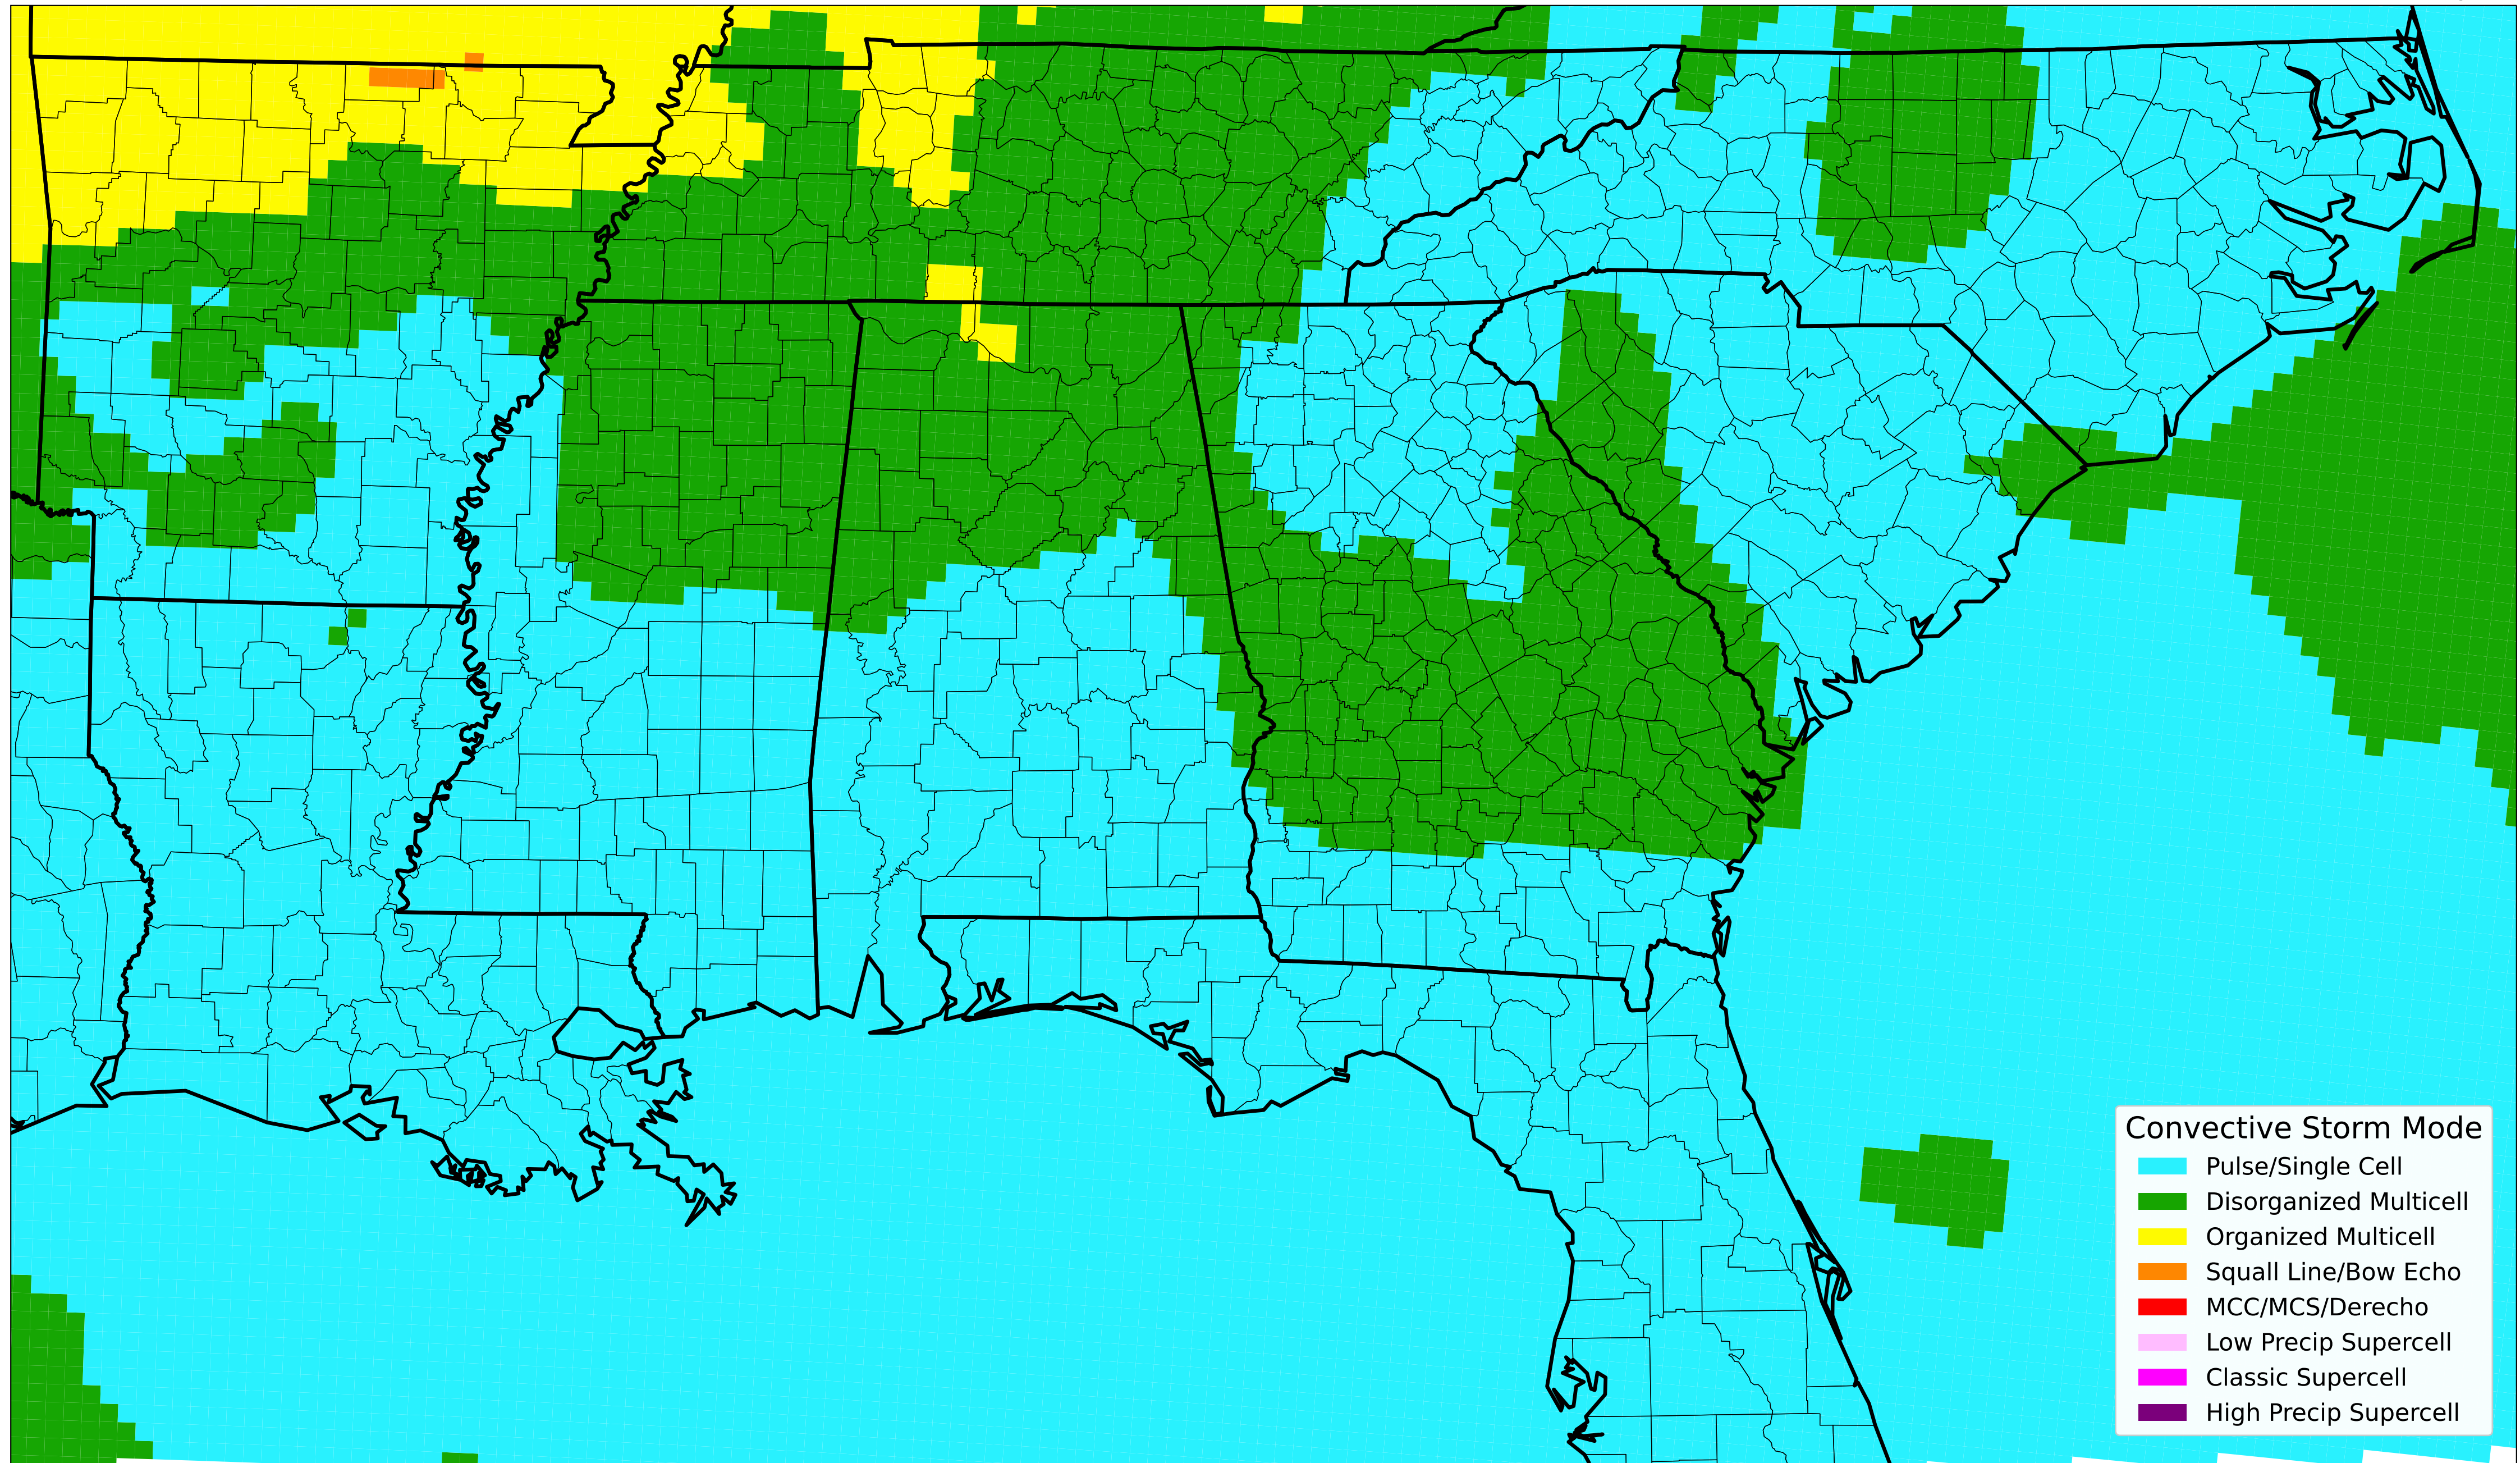 Convective Storm Mode
Pulse/Single Cell
Disorganized Multicell
Organized Multicell
Squall Line/Bow Echo
MCC/MCS/Derecho
Low Precip Supercell
Classic Supercell
High Precip Supercell